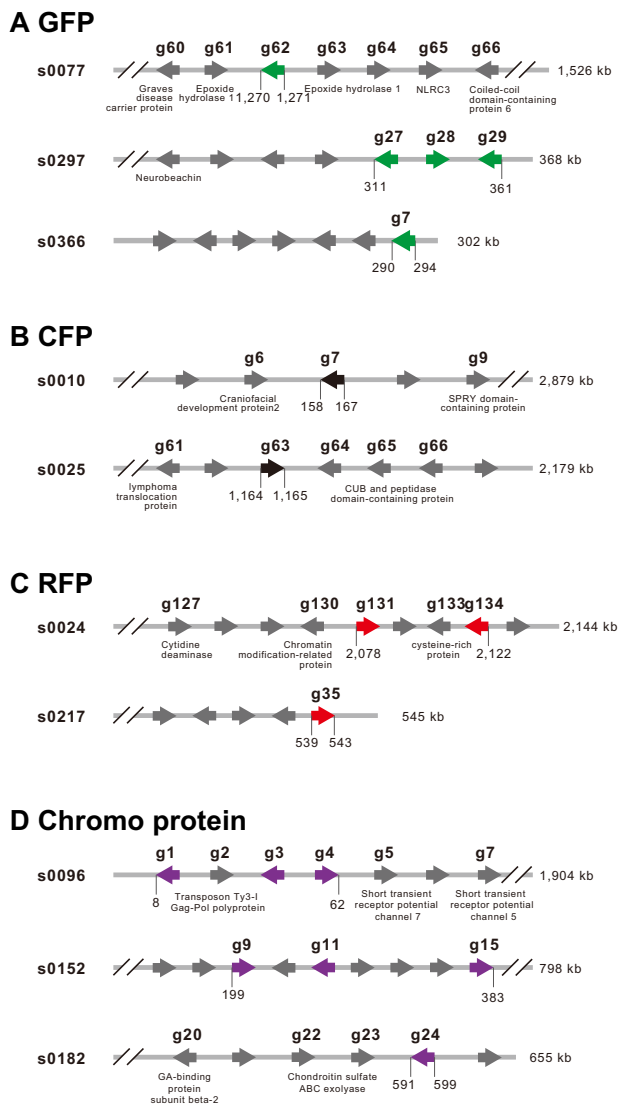 A GFP
g60 g61 g62 g63 g64 g65 g66
s0077 1,526 kb
Graves disease carrier protein
Epoxide hydrolase 1
1,270 1,271
Epoxide hydrolase 1
NLRC3
Coiled-coil domain-containing protein 6
g27 g28 g29
s0297 368 kb
Neurobeachin
311 361
g7
s0366 302 kb
290 294
B CFP
g6 g7 g9
s0010 2,879 kb
Craniofacial development protein2
158 167
SPRY domain-containing protein
g61 g63 g64 g65 g66
s0025 2,179 kb
lymphoma translocation protein
1,164 1,165
CUB and peptidase domain-containing protein
C RFP
g127 g130 g131 g133 g134
s0024 2,144 kb
Cytidine deaminase
Chromatin modification-related protein
2,078
cysteine-rich protein
2,122
g35
s0217 545 kb
539 543
D Chromo protein
g1 g2 g3 g4 g5 g7
s0096 1,904 kb
8
Transposon Ty3-I Gag-Pol polyprotein
62
Short transient receptor potential channel 7
Short transient receptor potential channel 5
g9 g11 g15
s0152 798 kb
199 383
g20 g22 g23 g24
s0182 655 kb
GA-binding protein subunit beta-2
Chondroitin sulfate ABC exolyase
591 599